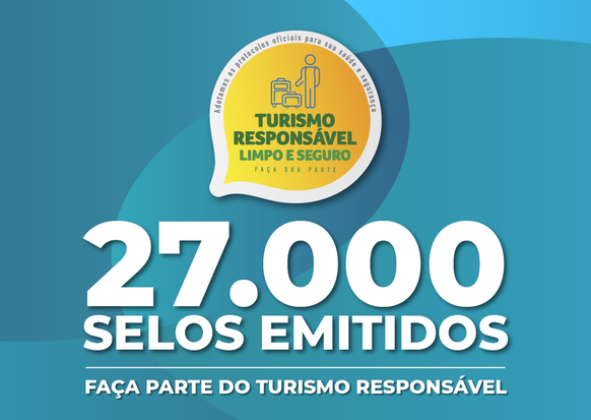 Adotamos os protocolos oficiais para sua saúde e segurança
TURISMO
RESPONSÁVEL
LIMPO E SEGURO
FAÇA SUA PARTE
27.000
SELOS EMITIDOS
FAÇA PARTE DO TURISMO RESPONSÁVEL